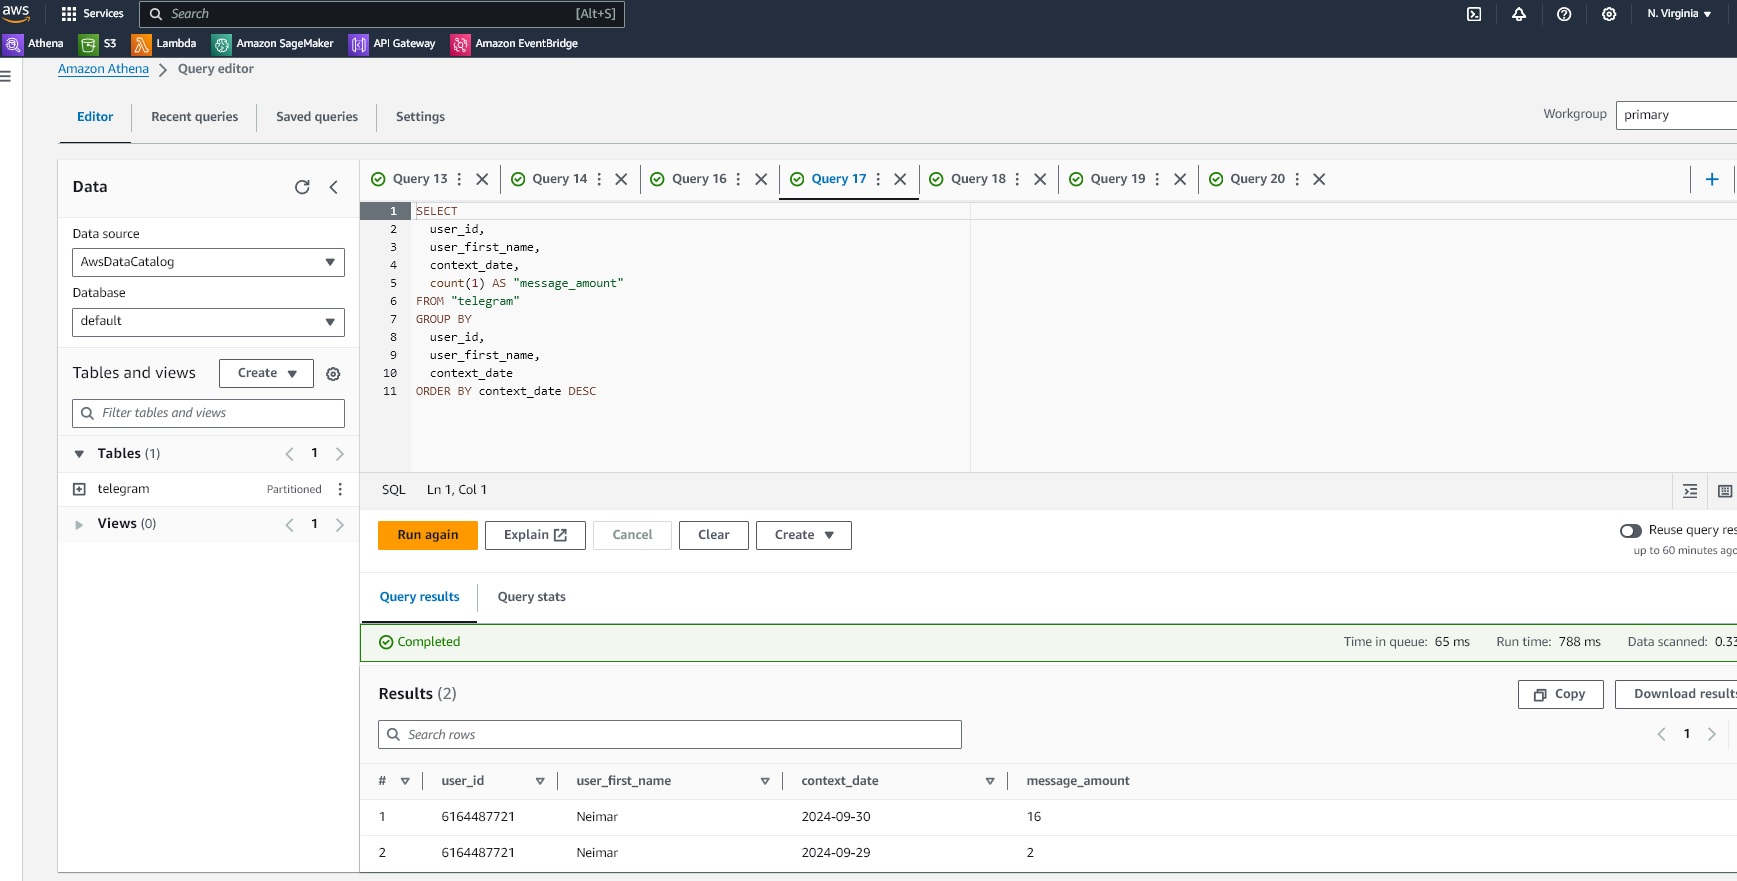 aws
Services
Search
[Alt+S]
N. Virginia
Athena
S3
Lambda
Amazon SageMaker
API Gateway
Amazon EventBridge
Amazon Athena
Query editor
Editor
Recent queries
Saved queries
Settings
Workgroup
primary
Data
Data source
AwsDataCatalog
Database
default
Tables and views
Create
Filter tables and views
Tables (1)
1
telegram
Partitioned
Views (0)
1
Query 13
Query 14
Query 16
Query 17
Query 18
Query 19
Query 20
1 SELECT
2 user_id,
3 user_first_name,
4 context_date,
5 count(1) AS "message_amount"
6 FROM "telegram"
7 GROUP BY
8 user_id,
9 user_first_name,
10 context_date
11 ORDER BY context_date DESC
SQL
Ln 1, Col 1
Run again
Explain
Cancel
Clear
Create
Reuse query res
up to 60 minutes ago
Query results
Query stats
Completed
Time in queue: 65 ms
Run time: 788 ms
Data scanned: 0.33
Results (2)
Copy
Download results
Search rows
1
# user_id user_first_name context_date message_amount
1 6164487721 Neimar 2024-09-30 16
2 6164487721 Neimar 2024-09-29 2